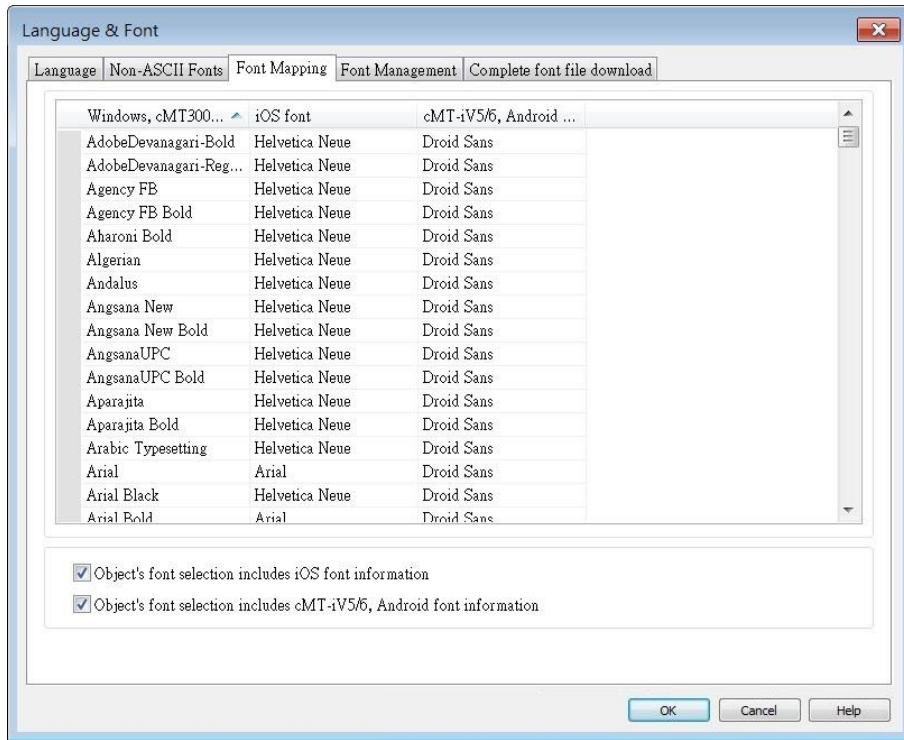 Language & Font
Language Non-ASCII Fonts Font Mapping Font Management Complete font file download
Windows, cMT300... iOS font cMT-iV5/6, Android ...
AdobeDevanagari-Bold Helvetica Neue Droid Sans
AdobeDevanagari-Reg... Helvetica Neue Droid Sans
Agency FB Helvetica Neue Droid Sans
Agency FB Bold Helvetica Neue Droid Sans
Aharoni Bold Helvetica Neue Droid Sans
Algerian Helvetica Neue Droid Sans
Andalus Helvetica Neue Droid Sans
Angsana New Helvetica Neue Droid Sans
Angsana New Bold Helvetica Neue Droid Sans
AngsanaUPC Helvetica Neue Droid Sans
AngsanaUPC Bold Helvetica Neue Droid Sans
Aparajita Helvetica Neue Droid Sans
Aparajita Bold Helvetica Neue Droid Sans
Arabic Typesetting Helvetica Neue Droid Sans
Arial Arial Droid Sans
Arial Black Helvetica Neue Droid Sans
Arial Bold Arial Droid Sans
Object's font selection includes iOS font information
Object's font selection includes cMT-iV5/6, Android font information
OK Cancel Help